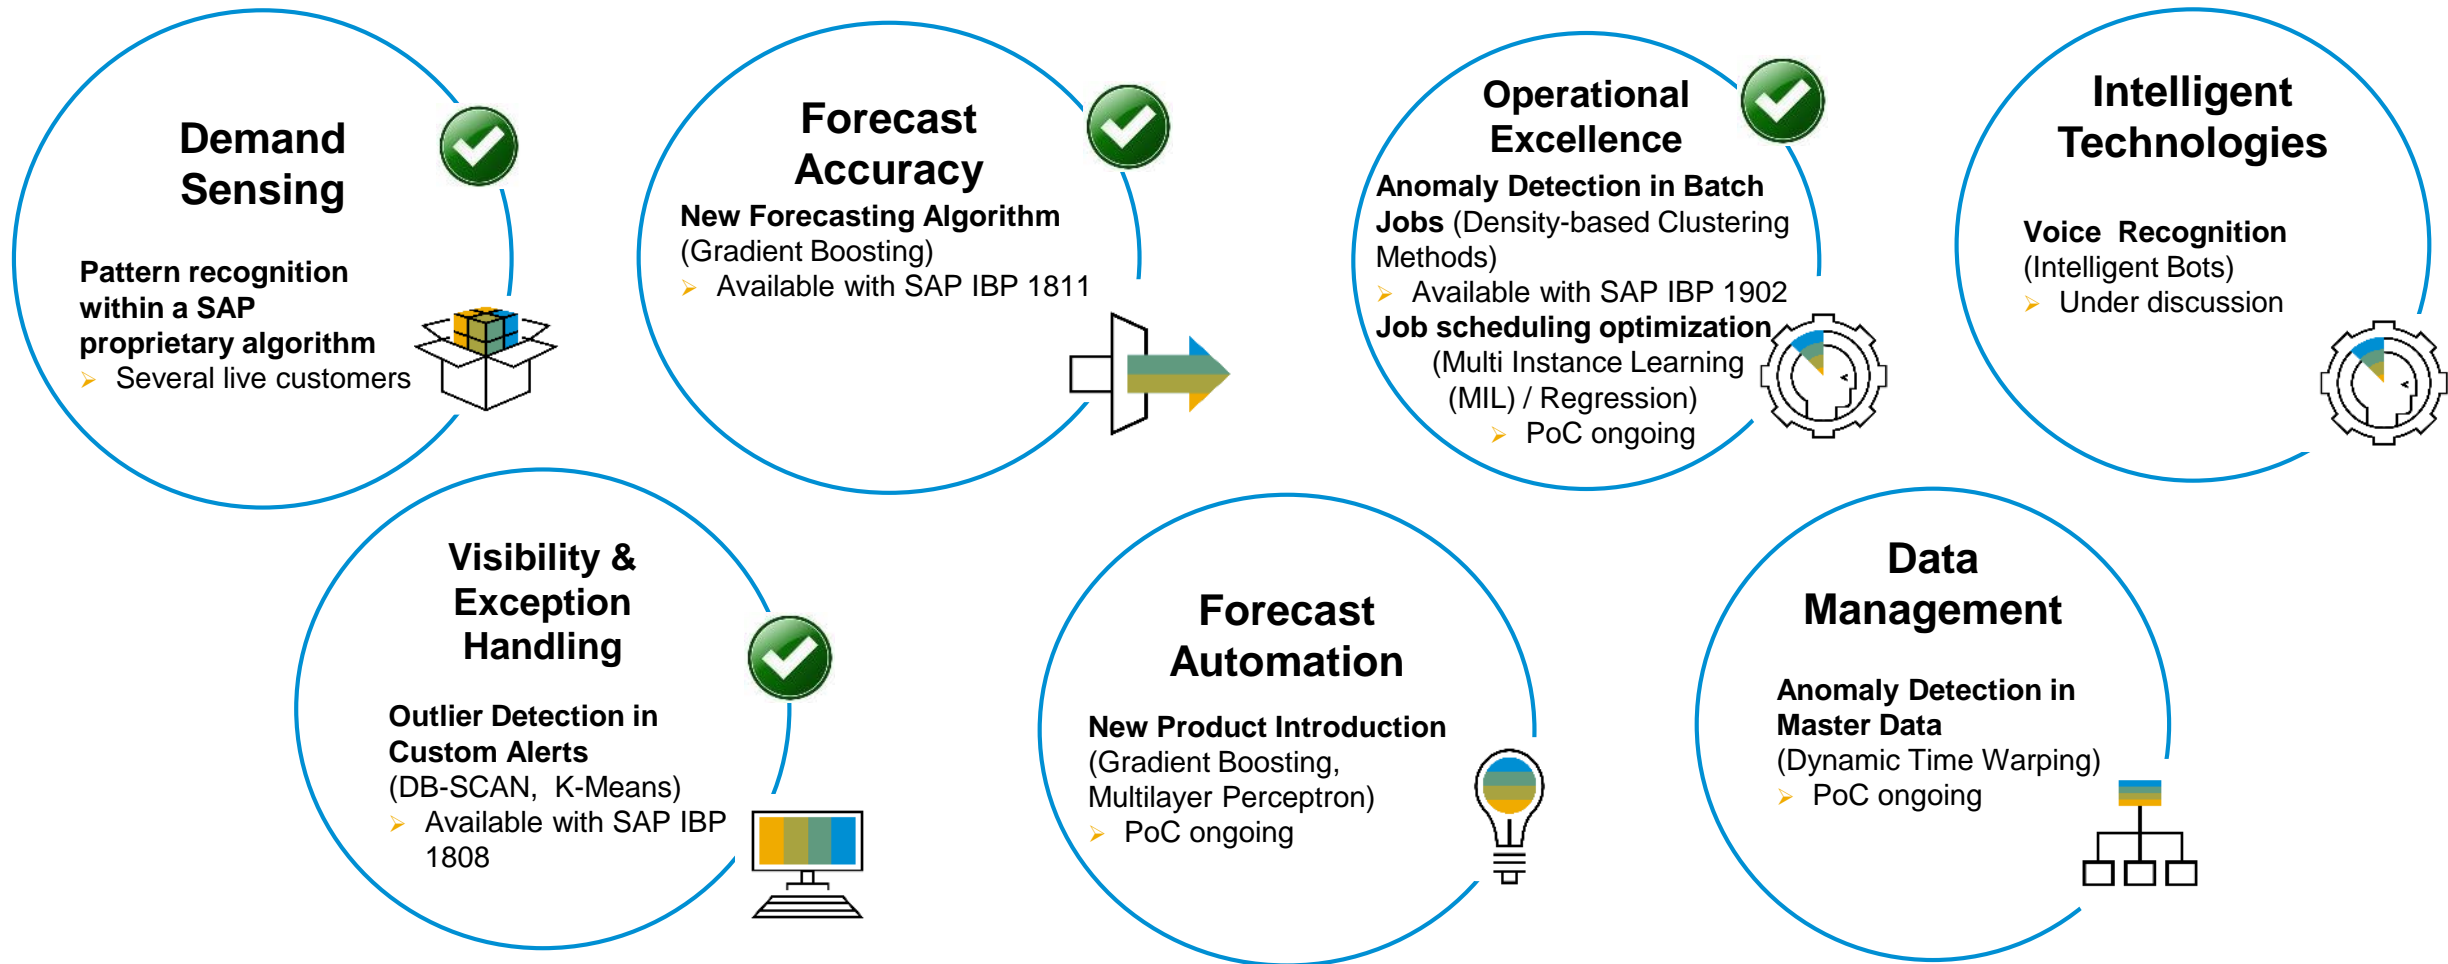 Demand
Sensing
Pattern recognition
within a SAP
proprietary algorithm
➢ Several live customers
Forecast
Accuracy
New Forecasting Algorithm
(Gradient Boosting)
➢ Available with SAP IBP 1811
Operational
Excellence
Anomaly Detection in Batch
Jobs (Density-based Clustering
Methods)
➢ Available with SAP IBP 1902
Job scheduling optimization
(Multi Instance Learning
(MIL) / Regression)
➢ PoC ongoing
Intelligent
Technologies
Voice Recognition
(Intelligent Bots)
➢ Under discussion
Visibility &
Exception
Handling
Outlier Detection in
Custom Alerts
(DB-SCAN, K-Means)
➢ Available with SAP IBP
1808
Forecast
Automation
New Product Introduction
(Gradient Boosting,
Multilayer Perceptron)
➢ PoC ongoing
Data
Management
Anomaly Detection in
Master Data
(Dynamic Time Warping)
➢ PoC ongoing